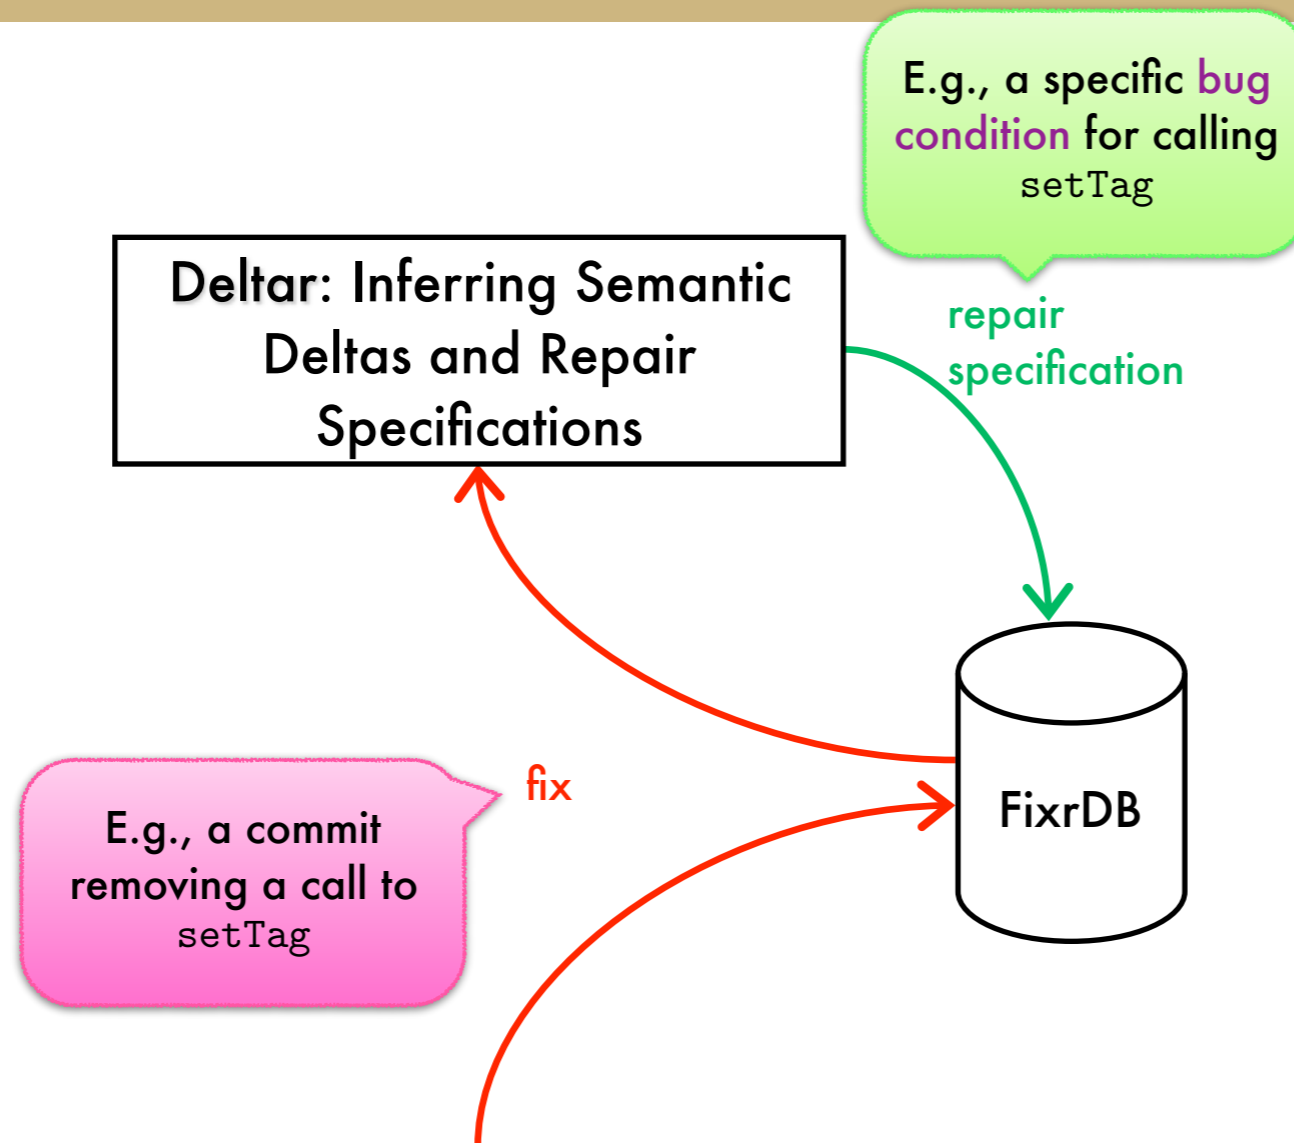 E.g., a specific bug
condition for calling
setTag
Deltar: Inferring Semantic
Deltas and Repair
Specifications
repair
specification
fix
E.g., a commit
removing a call to
setTag
FixrDB